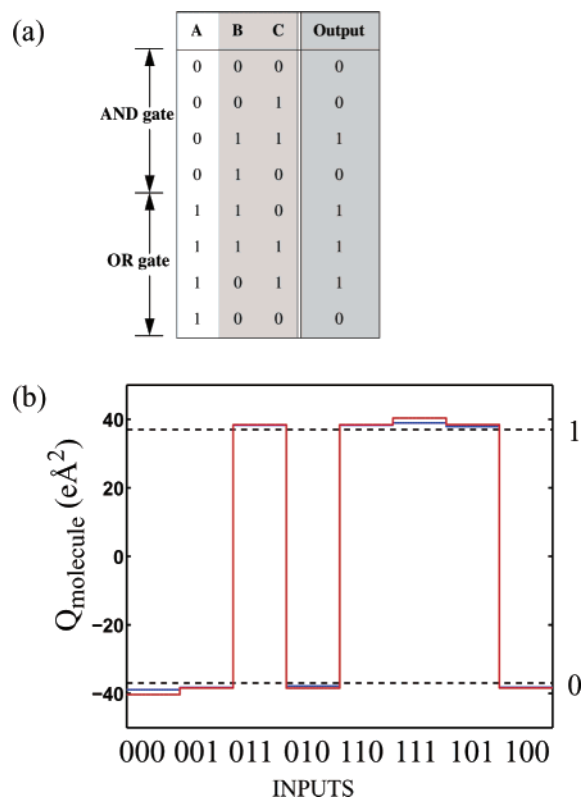 (a)
A B C Output
0 0 0 0
0 0 1 0
AND gate
0 1 1 1
0 1 0 0
1 1 0 1
1 1 1 1
OR gate
1 0 1 1
1 0 0 0
(b)
Qmolecule (eÅ²)
40
20
0
−20
−40
1
0
000 001 011 010 110 111 101 100
INPUTS